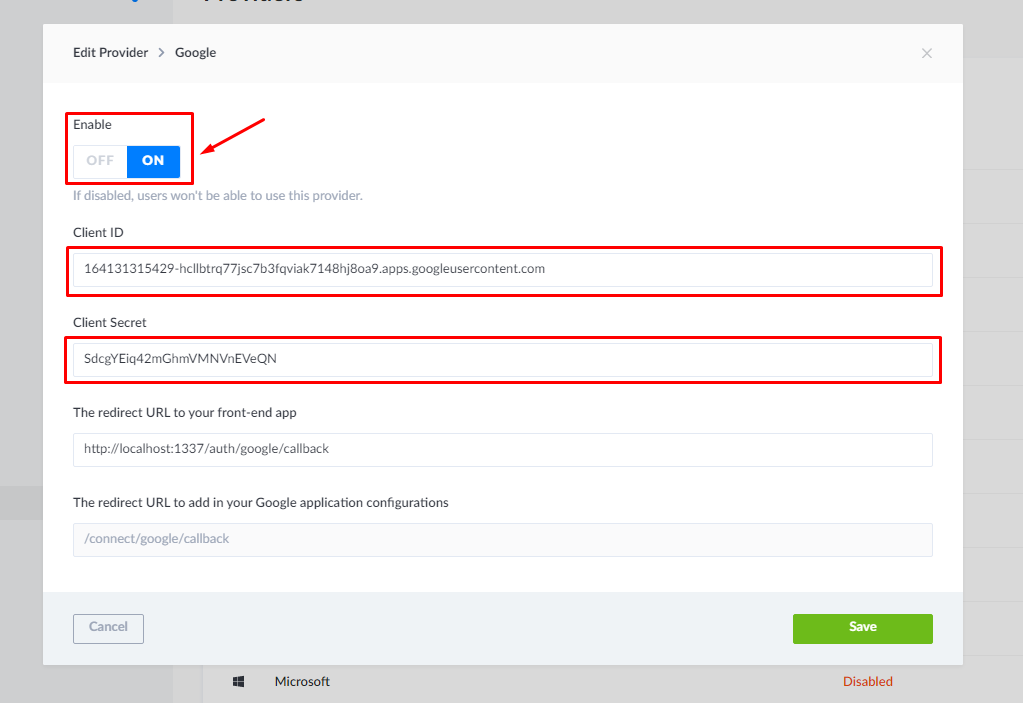 Edit Provider > Google
Enable
OFF ON
If disabled, users won't be able to use this provider.
Client ID
164131315429-hcllbtrq77jsc7b3fqviak7148hj8oa9.apps.googleusercontent.com
Client Secret
SdcgYEiq42mGhmVMNVnEVeQN
The redirect URL to your front-end app
http://localhost:1337/auth/google/callback
The redirect URL to add in your Google application configurations
/connect/google/callback
Cancel
Save
Microsoft
Disabled